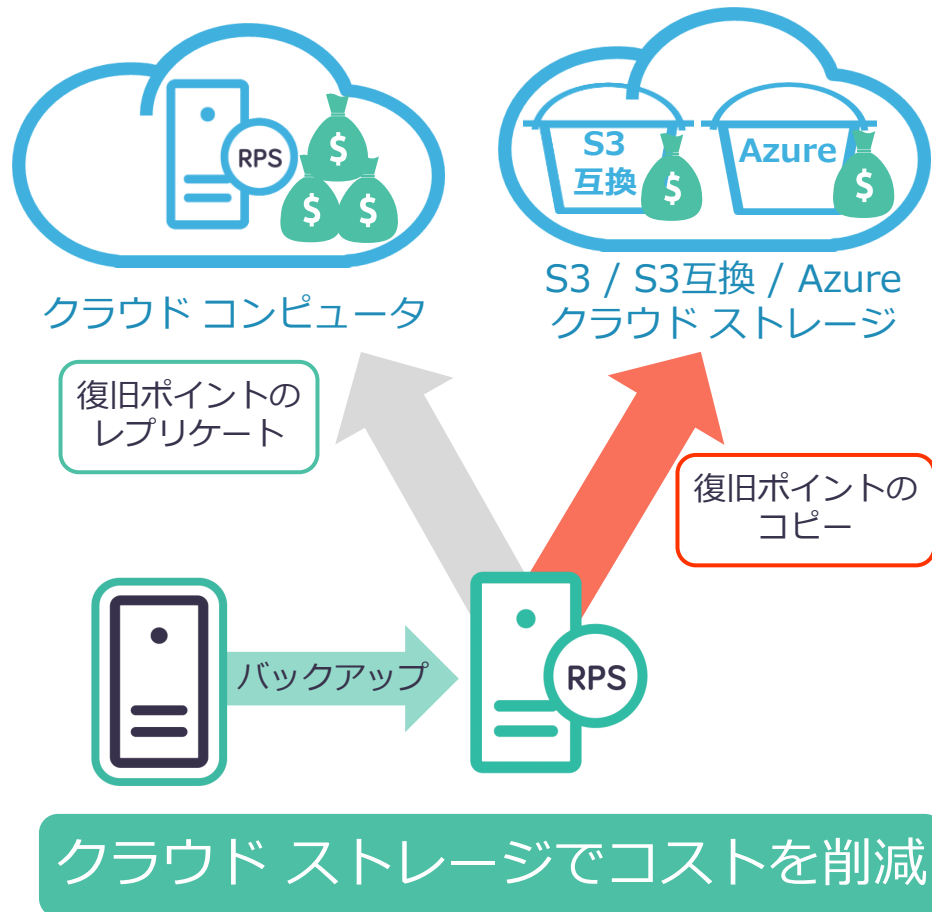 RPS
$
$ $
S3
互換
$
Azure
$
クラウド コンピュータ
S3 / S3互換 / Azure
クラウド ストレージ
復旧ポイントの
レプリケート
復旧ポイントの
コピー
バックアップ
RPS
クラウド ストレージでコストを削減